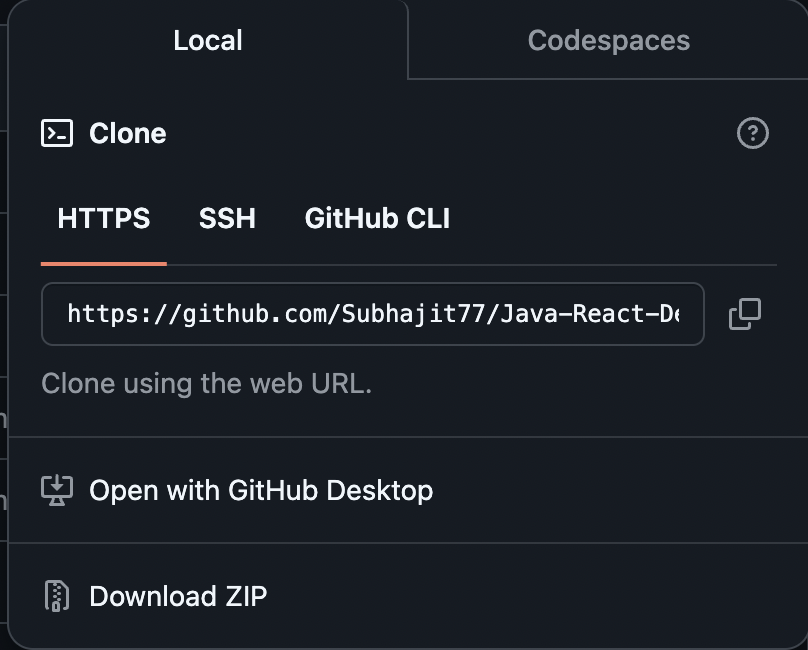 Local
Codespaces
Clone
HTTPS
SSH
GitHub CLI
https://github.com/Subhajit77/Java-React-De
Clone using the web URL.
Open with GitHub Desktop
Download ZIP